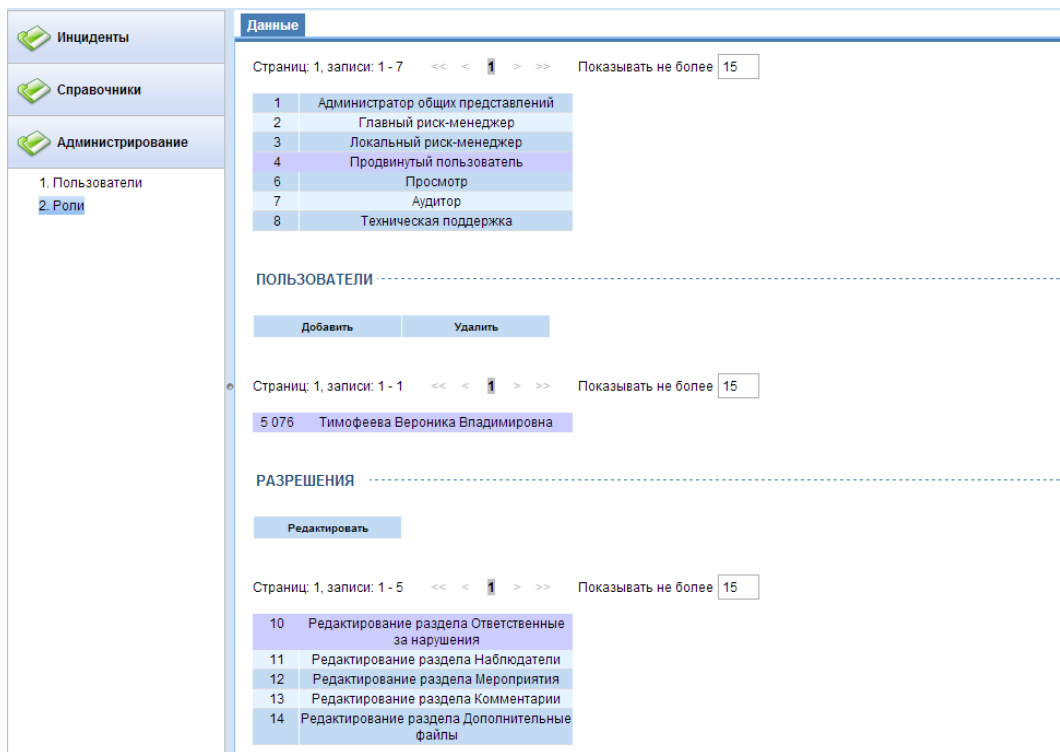 Инциденты
Справочники
Администрирование
1. Пользователи
2. Роли
Данные
Страниц: 1, записи: 1 - 7 << < 1 > >> Показывать не более 15
1 Администратор общих представлений
2 Главный риск-менеджер
3 Локальный риск-менеджер
4 Продвинутый пользователь
6 Просмотр
7 Аудитор
8 Техническая поддержка
ПОЛЬЗОВАТЕЛИ
Добавить Удалить
Страниц: 1, записи: 1 - 1 << < 1 > >> Показывать не более 15
5 076 Тимофеева Вероника Владимировна
РАЗРЕШЕНИЯ
Редактировать
Страниц: 1, записи: 1 - 5 << < 1 > >> Показывать не более 15
10 Редактирование раздела Ответственные
за нарушения
11 Редактирование раздела Наблюдатели
12 Редактирование раздела Мероприятия
13 Редактирование раздела Комментарии
14 Редактирование раздела Дополнительные
файлы